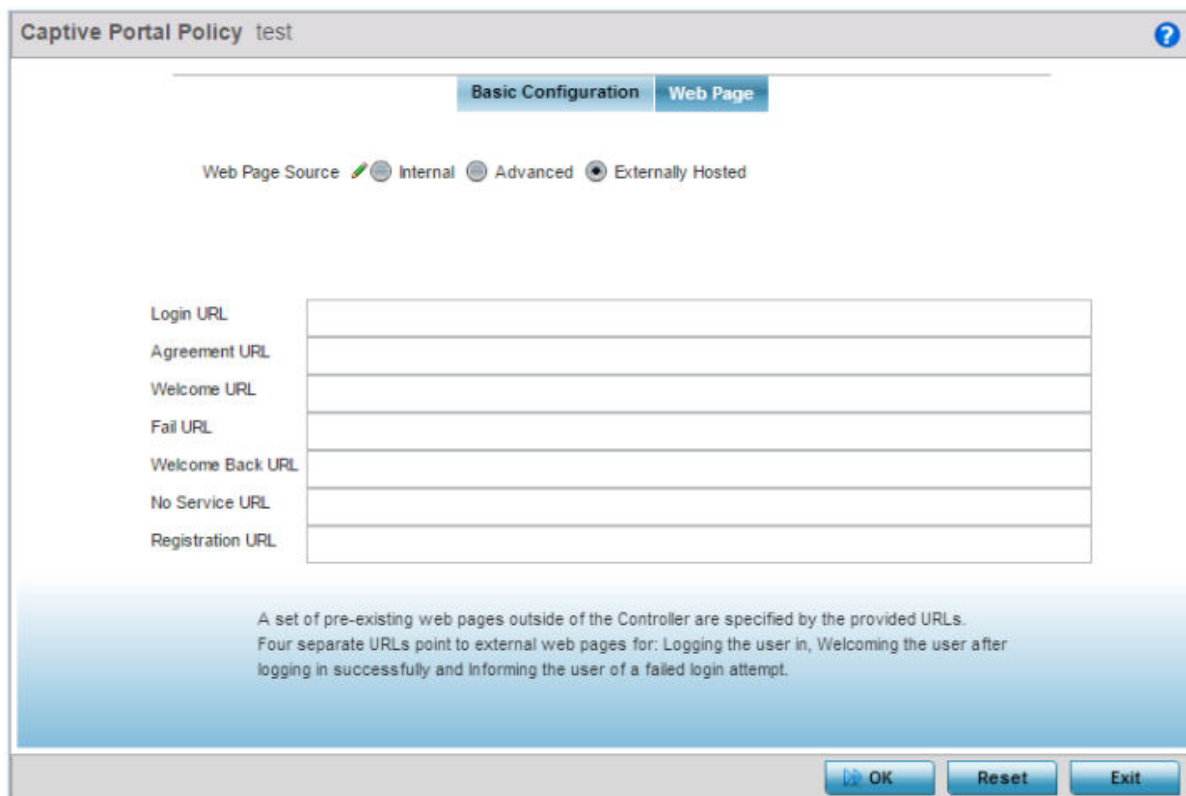 Captive Portal Policy test ?
Basic Configuration Web Page
Web Page Source Internal Advanced Externally Hosted
Login URL
Agreement URL
Welcome URL
Fail URL
Welcome Back URL
No Service URL
Registration URL
A set of pre-existing web pages outside of the Controller are specified by the provided URLs.
Four separate URLs point to external web pages for: Logging the user in, Welcoming the user after
logging in successfully and Informing the user of a failed login attempt.
OK Reset Exit